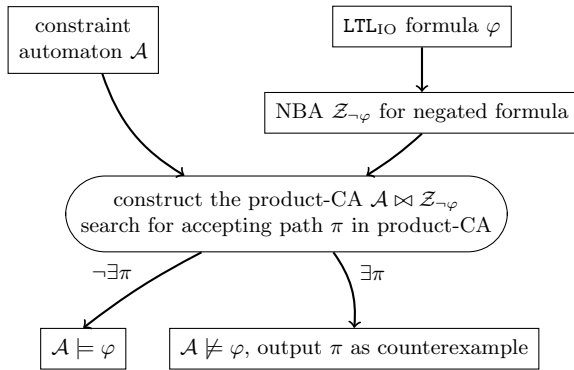 constraint
automaton 𝒜
LTL_IO formula φ
NBA 𝒵_¬φ for negated formula
construct the product-CA 𝒜 ⋈ 𝒵_¬φ
search for accepting path π in product-CA
¬∃π
∃π
𝒜 ⊨ φ
𝒜 ⊭ φ, output π as counterexample